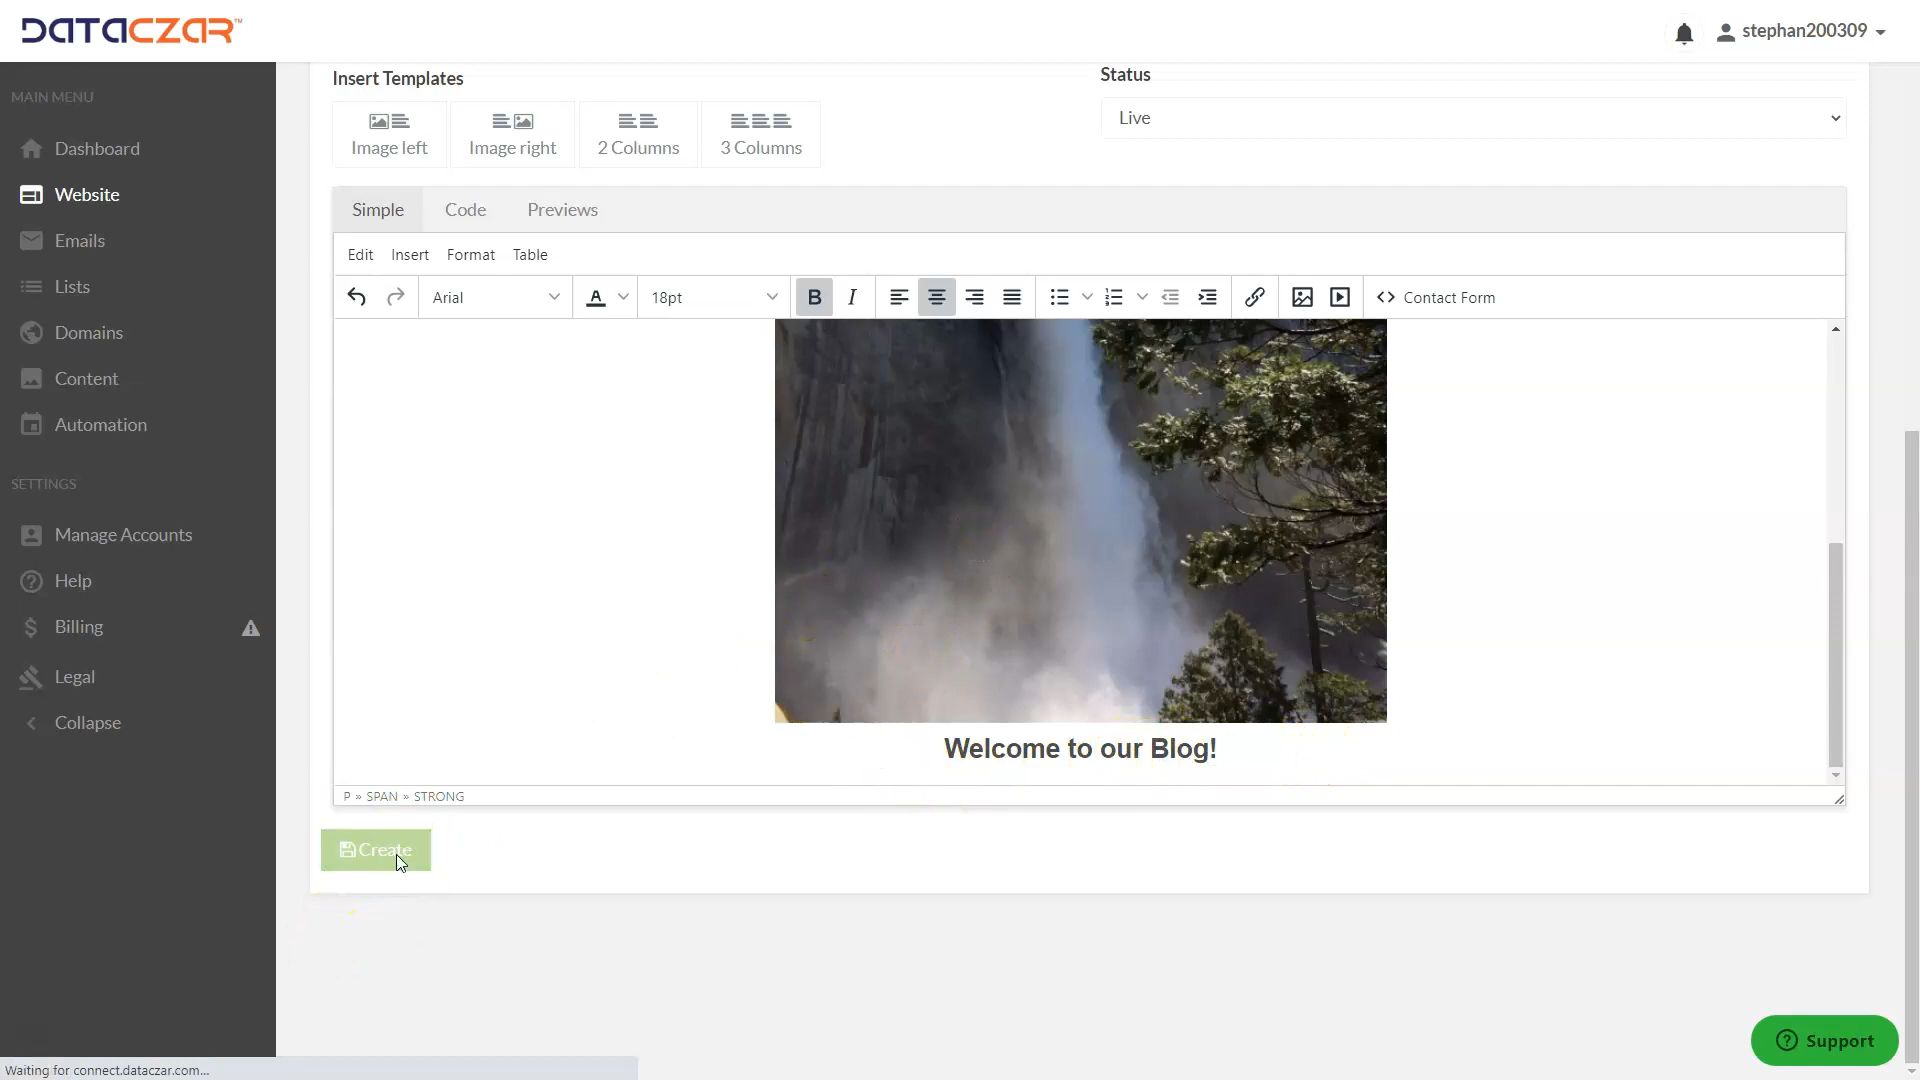 DATACZAR™
stephan200309
MAIN MENU
Dashboard
Website
Emails
Lists
Domains
Content
Automation
SETTINGS
Manage Accounts
Help
Billing
Legal
Collapse
Insert Templates
Status
Image left
Image right
2 Columns
3 Columns
Live
Simple Code Previews
Edit Insert Format Table
Arial A 18pt B I Contact Form
Welcome to our Blog!
P » SPAN » STRONG
Create
Support
Waiting for connect.dataczar.com...